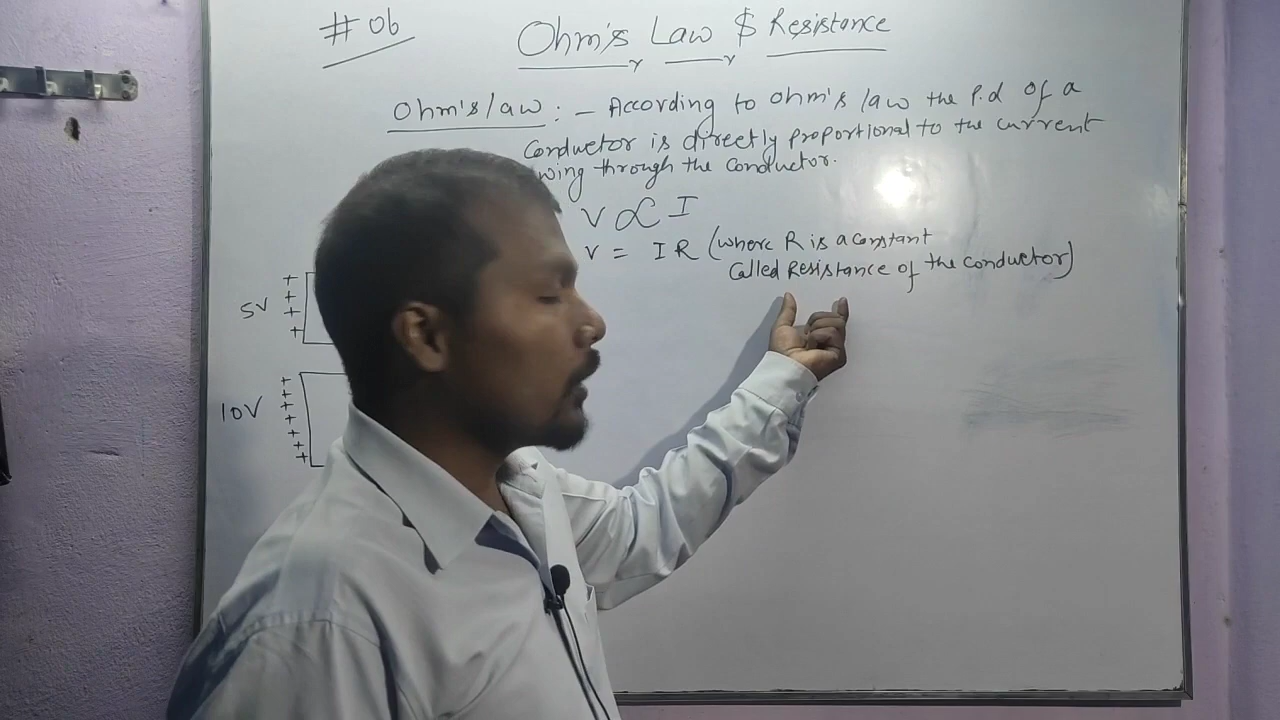 # 06
Ohm's Law $ Resistance
Ohm's law : - According to ohm's law the P.d of a
conductor is directly proportional to the current
wing through the conductor.
V ∝ I
V = IR (where R is a constant
called Resistance of the conductor)
+
+
5V +
+
+
+
+
10V +
+
+
+